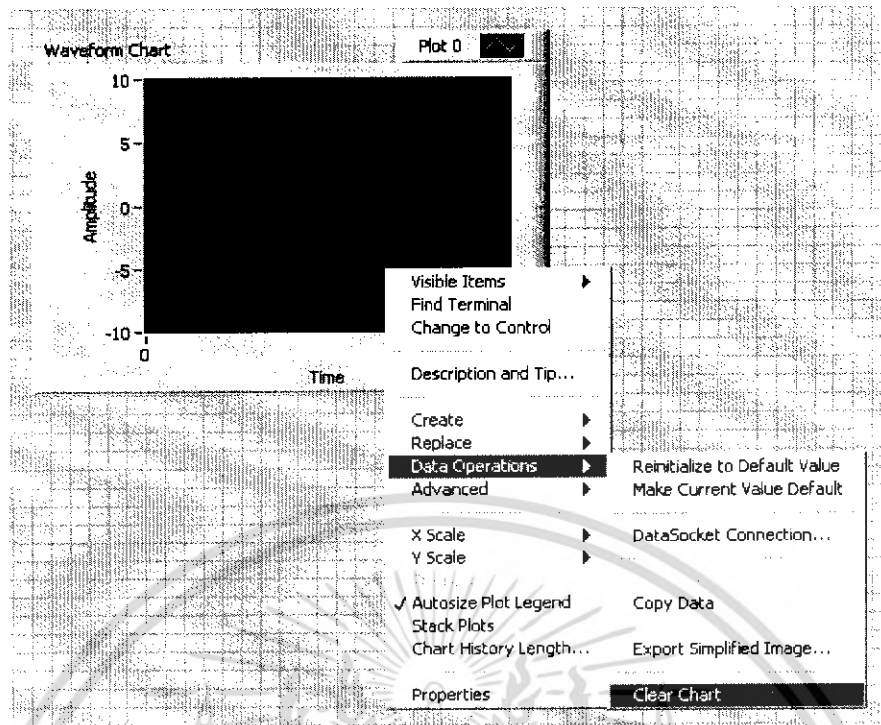 Waveform Chart
Plot 0
10
5
0
-5
-10
Amplitude
0
Time
Visible Items
Find Terminal
Change to Control
Description and Tip...
Create
Replace
Data Operations
Advanced
X Scale
Y Scale
✓ Autosize Plot Legend
Stack Plots
Chart History Length...
Properties
Reinitialize to Default Value
Make Current Value Default
DataSocket Connection...
Copy Data
Export Simplified Image...
Clear Chart